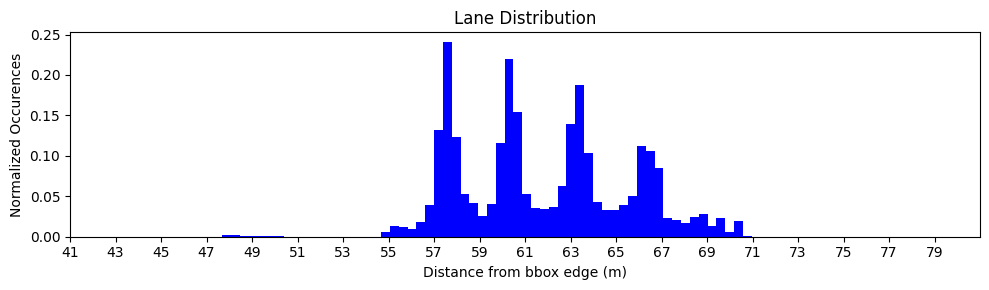 Lane Distribution
Normalized Occurences
0.25
0.20
0.15
0.10
0.05
0.00
41 43 45 47 49 51 53 55 57 59 61 63 65 67 69 71 73 75 77 79
Distance from bbox edge (m)